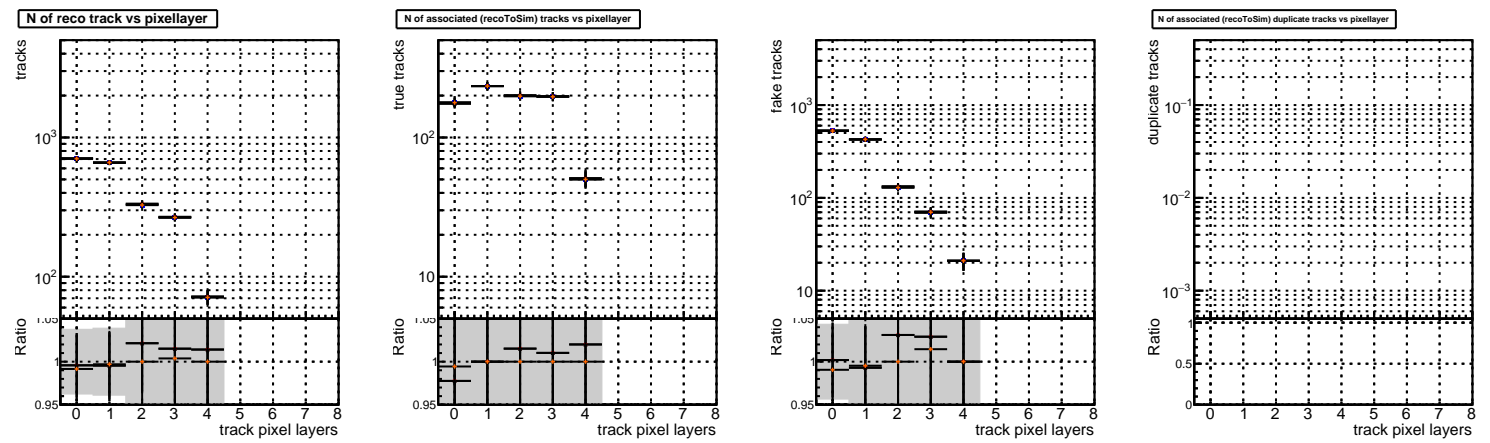 N of reco track vs pixellayer
tracks
10³
10²
1.05
Ratio
1
0.95
0 1 2 3 4 5 6 7 8
track pixel layers
N of associated (recoToSim) tracks vs pixellayer
true tracks
10²
10
1.05
Ratio
1
0.95
0 1 2 3 4 5 6 7 8
track pixel layers
fake tracks
10³
10²
10
1.05
Ratio
1
0.95
0 1 2 3 4 5 6 7 8
track pixel layers
N of associated (recoToSim) duplicate tracks vs pixellayer
duplicate tracks
10⁻¹
10⁻²
10⁻³
Ratio
1
0.5
0
0 1 2 3 4 5 6 7 8
track pixel layers